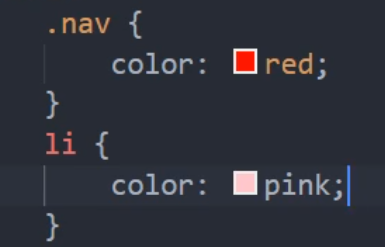 .nav {
    color: red;
}
li {
    color: pink;
}